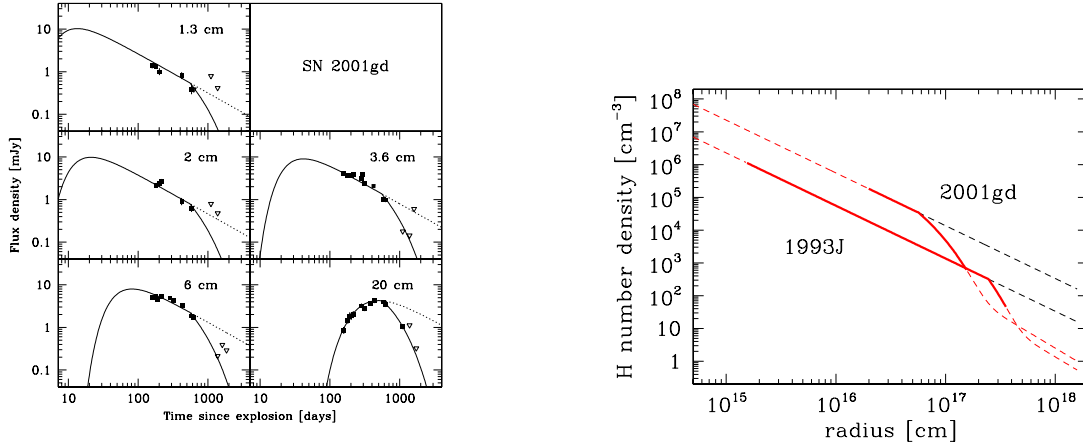 10
1
0.1
1.3 cm
SN 2001gd
10
1
0.1
2 cm
3.6 cm
10
1
0.1
6 cm
20 cm
10 100 1000 10 100 1000
Flux density [mJy]
Time since explosion [days]
10⁸
10⁷
10⁶
10⁵
10⁴
10³
10²
10
1
H number density [cm⁻³]
2001gd
1993J
10¹⁵ 10¹⁶ 10¹⁷ 10¹⁸
radius [cm]